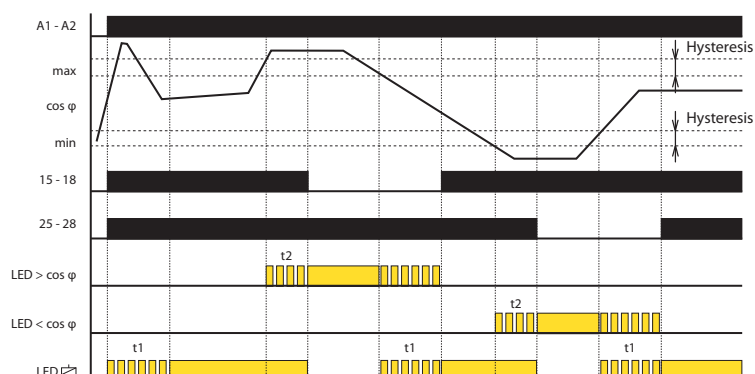 A1 - A2
Hysteresis
max
cos φ
Hysteresis
min
15 - 18
25 - 28
t2
LED > cos φ
t2
LED < cos φ
t1
t1
t1
LED